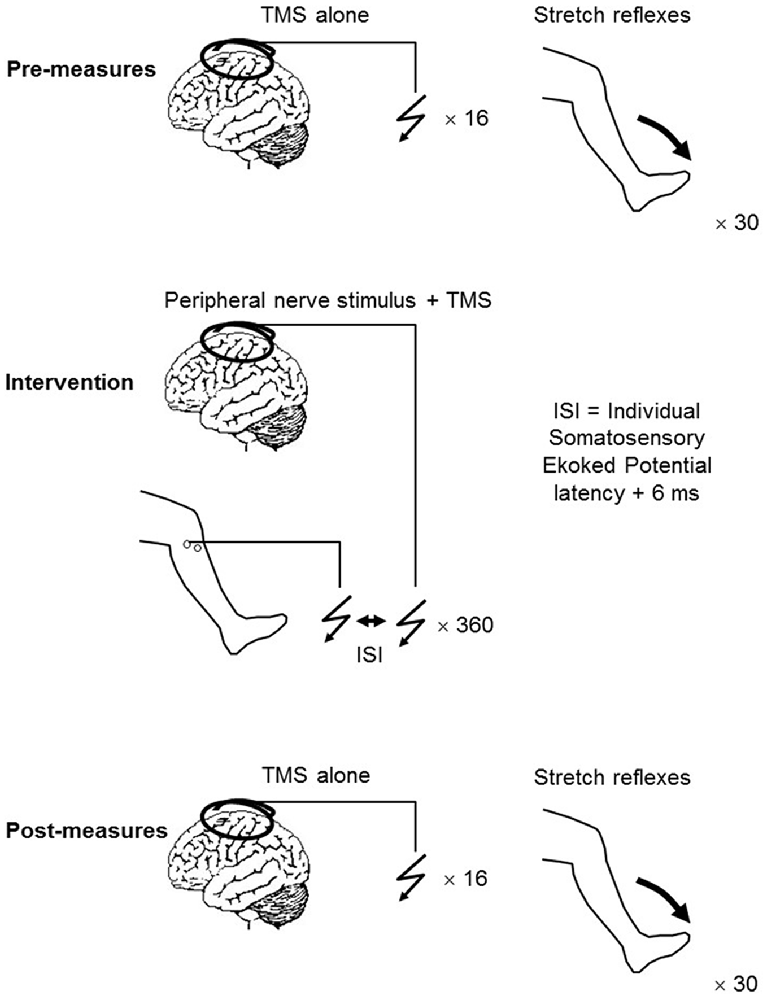 TMS alone
Stretch reflexes
Pre-measures
× 16
× 30
Peripheral nerve stimulus + TMS
Intervention
ISI = Individual
Somatosensory
Ekoked Potential
latency + 6 ms
× 360
ISI
TMS alone
Stretch reflexes
Post-measures
× 16
× 30